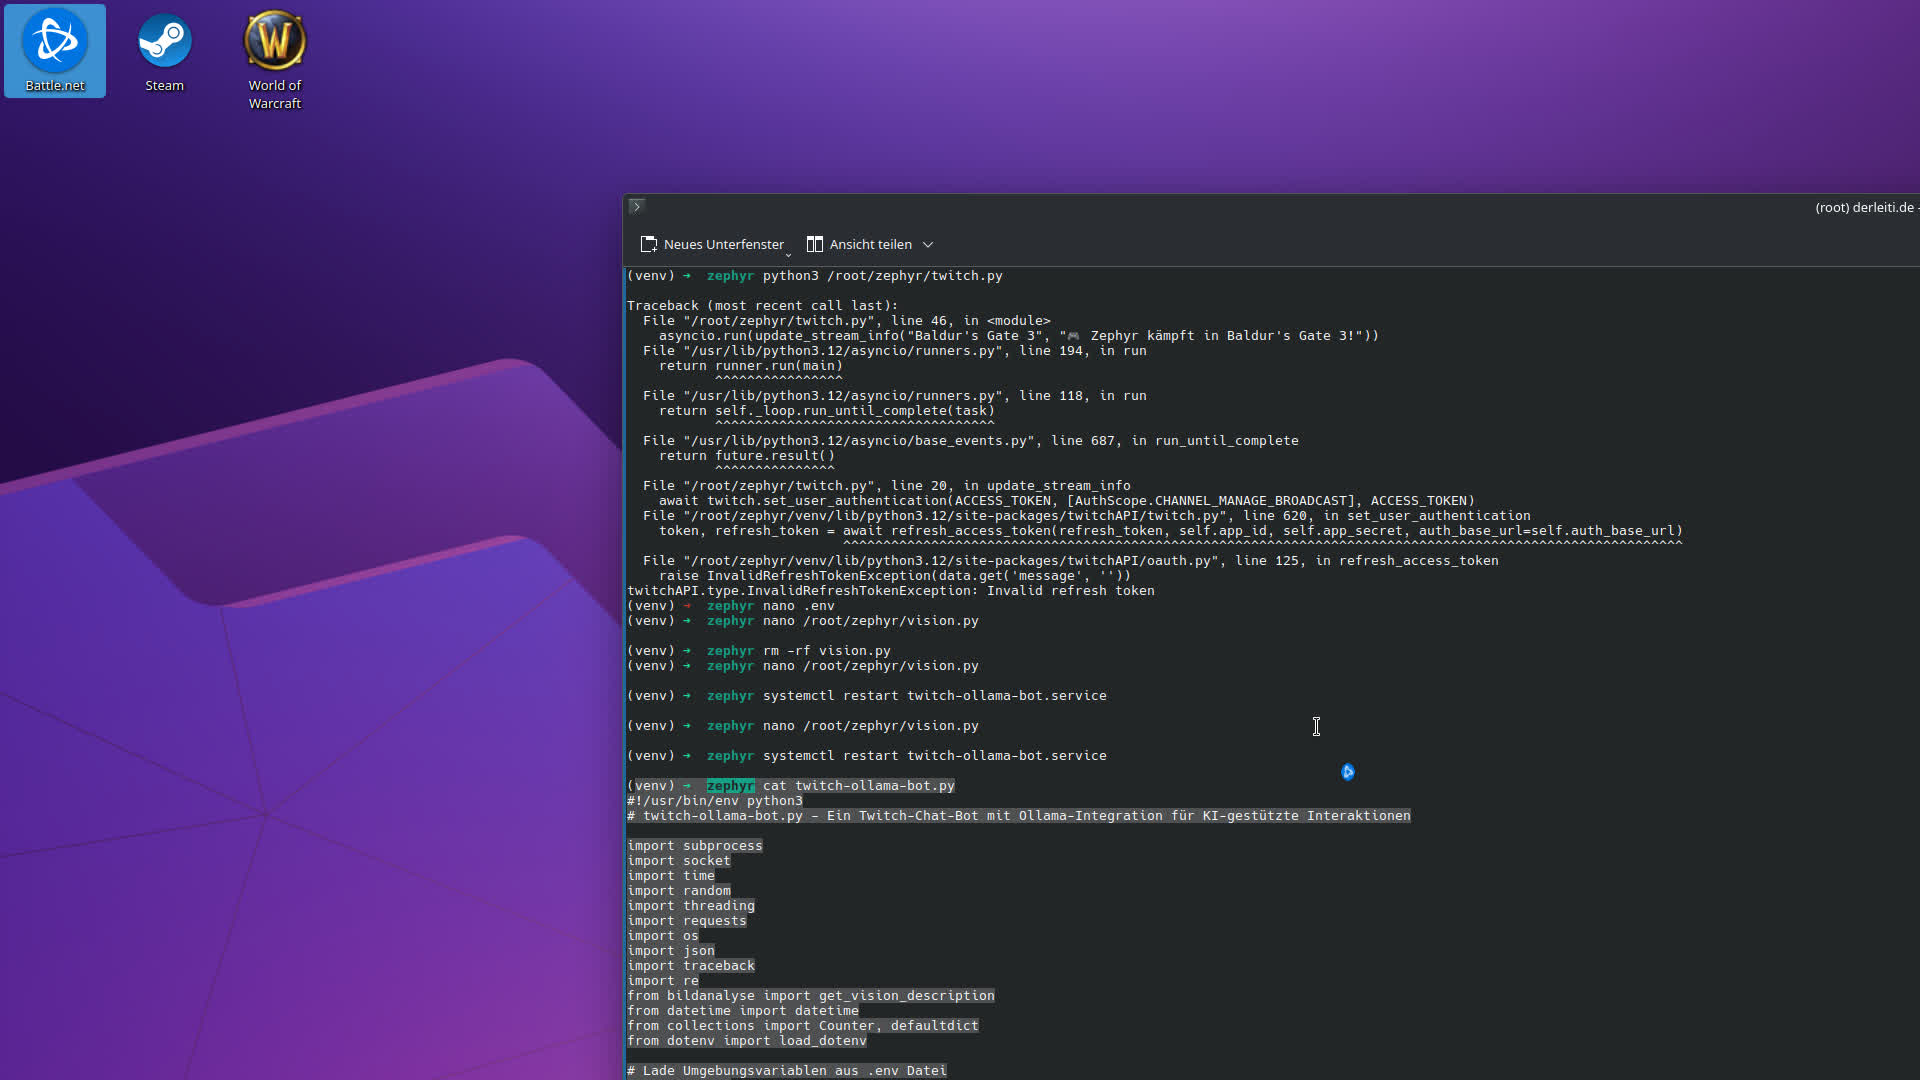 Battle.net
Steam
World of
Warcraft
(root) derleiti.de -
Neues Unterfenster
Ansicht teilen
(venv) ➜  zephyr python3 /root/zephyr/twitch.py
Traceback (most recent call last):
  File "/root/zephyr/twitch.py", line 46, in <module>
    asyncio.run(update_stream_info("Baldur's Gate 3", "🎮 Zephyr kämpft in Baldur's Gate 3!"))
  File "/usr/lib/python3.12/asyncio/runners.py", line 194, in run
    return runner.run(main)
           ^^^^^^^^^^^^^^^^
  File "/usr/lib/python3.12/asyncio/runners.py", line 118, in run
    return self._loop.run_until_complete(task)
           ^^^^^^^^^^^^^^^^^^^^^^^^^^^^^^^^^^^
  File "/usr/lib/python3.12/asyncio/base_events.py", line 687, in run_until_complete
    return future.result()
           ^^^^^^^^^^^^^^^
  File "/root/zephyr/twitch.py", line 20, in update_stream_info
    await twitch.set_user_authentication(ACCESS_TOKEN, [AuthScope.CHANNEL_MANAGE_BROADCAST], ACCESS_TOKEN)
  File "/root/zephyr/venv/lib/python3.12/site-packages/twitchAPI/twitch.py", line 620, in set_user_authentication
    token, refresh_token = await refresh_access_token(refresh_token, self.app_id, self.app_secret, auth_base_url=self.auth_base_url)
                           ^^^^^^^^^^^^^^^^^^^^^^^^^^^^^^^^^^^^^^^^^^^^^^^^^^^^^^^^^^^^^^^^^^^^^^^^^^^^^^^^^^^^^^^^^^^^^^^^^^^^^^^^^
  File "/root/zephyr/venv/lib/python3.12/site-packages/twitchAPI/oauth.py", line 125, in refresh_access_token
    raise InvalidRefreshTokenException(data.get('message', ''))
twitchAPI.type.InvalidRefreshTokenException: Invalid refresh token
(venv) ➜  zephyr nano .env
(venv) ➜  zephyr nano /root/zephyr/vision.py
(venv) ➜  zephyr rm -rf vision.py
(venv) ➜  zephyr nano /root/zephyr/vision.py
(venv) ➜  zephyr systemctl restart twitch-ollama-bot.service
(venv) ➜  zephyr nano /root/zephyr/vision.py
(venv) ➜  zephyr systemctl restart twitch-ollama-bot.service
(venv) ➜  zephyr cat twitch-ollama-bot.py
#!/usr/bin/env python3
# twitch-ollama-bot.py - Ein Twitch-Chat-Bot mit Ollama-Integration für KI-gestützte Interaktionen
import subprocess
import socket
import time
import random
import threading
import requests
import os
import json
import traceback
import re
from bildanalyse import get_vision_description
from datetime import datetime
from collections import Counter, defaultdict
from dotenv import load_dotenv
# Lade Umgebungsvariablen aus .env Datei